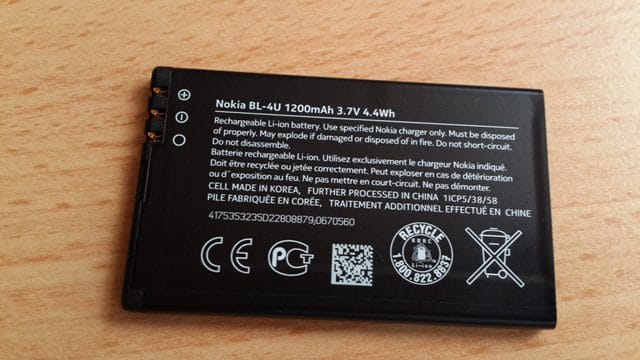 Nokia BL-4U 1200mAh 3.7V 4.4Wh
Rechargeable Li-ion battery. Use specified Nokia charger only. Must be disposed
of properly. May explode if damaged or disposed of in fire. Do not short-circuit.
Do not disassemble.
Batterie rechargeable Li-ion. Utilisez exclusivement le chargeur Nokia indiqué.
Doit être recyclée ou jetée correctement. Peut exploser en cas de détérioration
ou d´exposition au feu. Ne pas mettre en court-circuit. Ne pas démonter.
CELL MADE IN KOREA, FURTHER PROCESSED IN CHINA 1ICP5/38/58
PILE FABRIQUÉE EN CORÉE, TRAITEMENT ADDITIONNEL EFFECTUÉ EN CHINE
4175353235D22808879;0670560
CE
RECYCLE
RBRC
Li-ion
1.800.822.8837